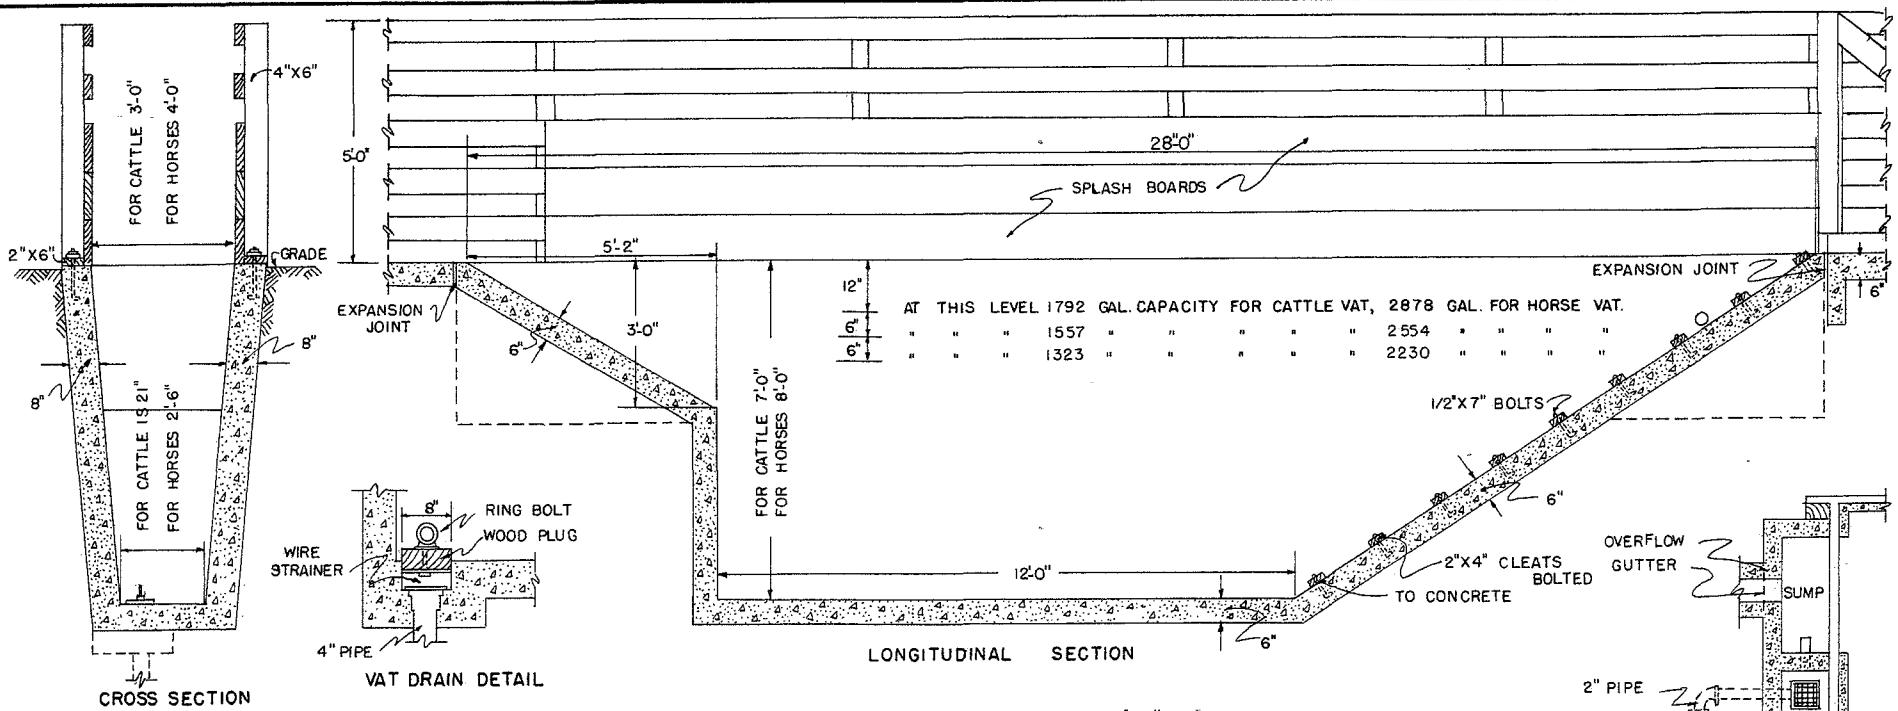 4"X6"
FOR CATTLE 3'-0"
FOR HORSES 4'-0"
2"X6"
GRADE
8"
8"
FOR CATTLE IS 21"
FOR HORSES 2'-6"
CROSS SECTION
5'-0"
28"-0"
SPLASH BOARDS
5'-2"
EXPANSION
JOINT
6"
3'-0"
12"
6"
6"
AT THIS LEVEL 1792 GAL. CAPACITY FOR CATTLE VAT, 2878 GAL. FOR HORSE VAT.
" " " 1557 " " " " " 2554 " " " "
" " " 1323 " " " " " 2230 " " " "
EXPANSION JOINT
6"
FOR CATTLE 7'-0"
FOR HORSES 8'-0"
1/2"X7" BOLTS
6"
2"X4" CLEATS
BOLTED
TO CONCRETE
12'-0"
6"
LONGITUDINAL SECTION
8"
RING BOLT
WOOD PLUG
WIRE
STRAINER
4" PIPE
VAT DRAIN DETAIL
OVERFLOW
GUTTER
SUMP
2" PIPE